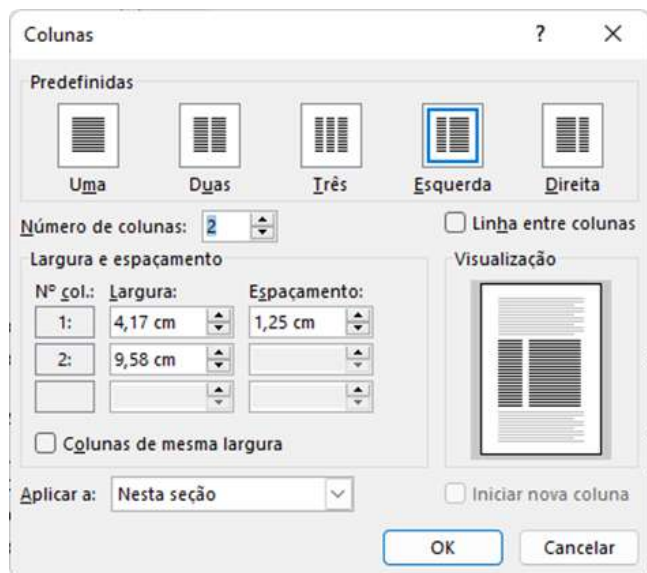 Colunas ?
Predefinidas
Uma Duas Três Esquerda Direita
Número de colunas: 2 Linha entre colunas
Largura e espaçamento Visualização
Nº col.: Largura: Espaçamento:
1: 4,17 cm 1,25 cm
2: 9,58 cm
Colunas de mesma largura
Aplicar a: Nesta seção Iniciar nova coluna
OK Cancelar